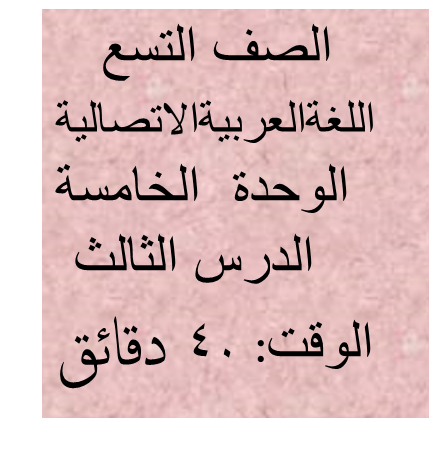 الصف التسع
اللغةالعربيةالاتصالية
الوحدة الخامسة
الدرس الثالث
الوقت: ٤٠ دقائق